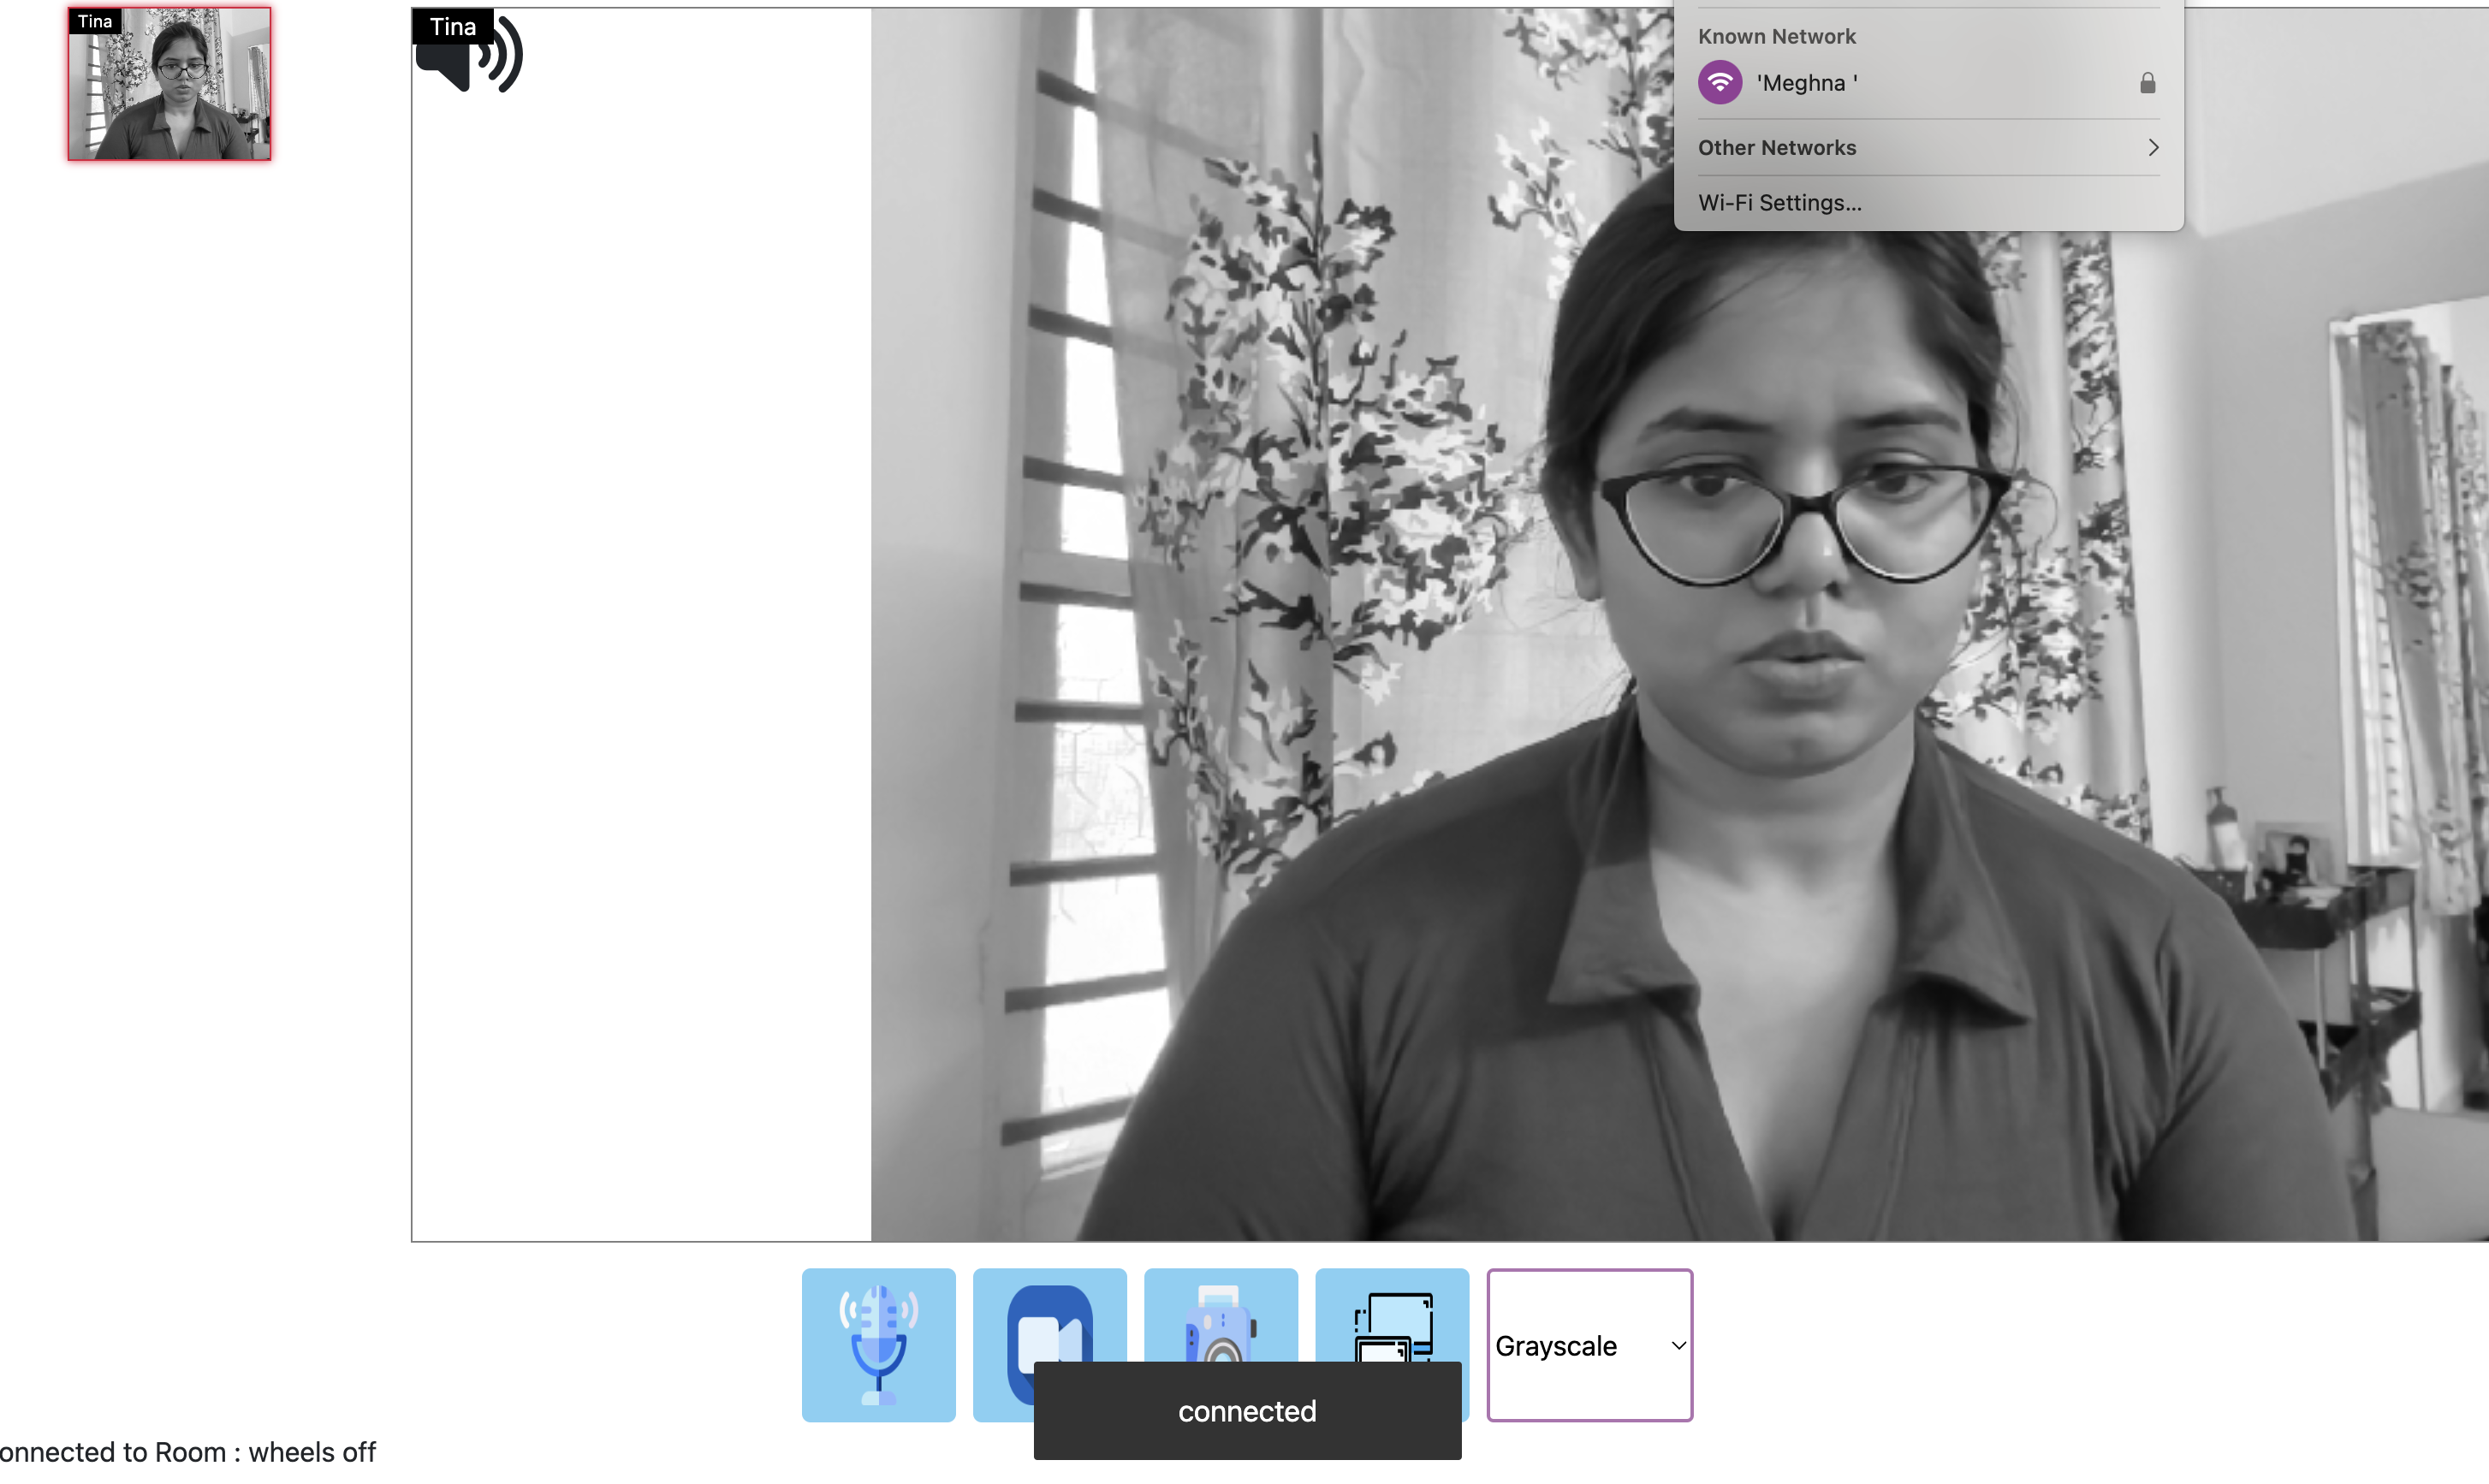 Tina
Tina
Known Network
'Meghna '
Other Networks
Wi-Fi Settings...
Grayscale
connected
onnected to Room : wheels off